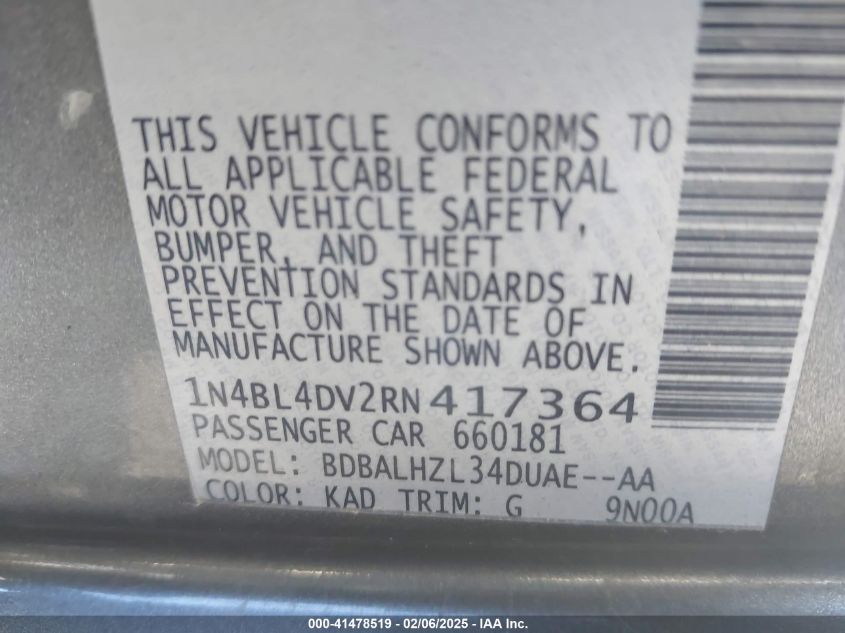 THIS VEHICLE CONFORMS TO
ALL APPLICABLE FEDERAL
MOTOR VEHICLE SAFETY,
BUMPER, AND THEFT
PREVENTION STANDARDS IN
EFFECT ON THE DATE OF
MANUFACTURE SHOWN ABOVE.
1N4BL4DV2RN417364
PASSENGER CAR 660181
MODEL: BDBALHZL34DUAE--AA
COLOR: KAD TRIM: G 9N00A
000-41478519 - 02/06/2025 - IAA Inc.